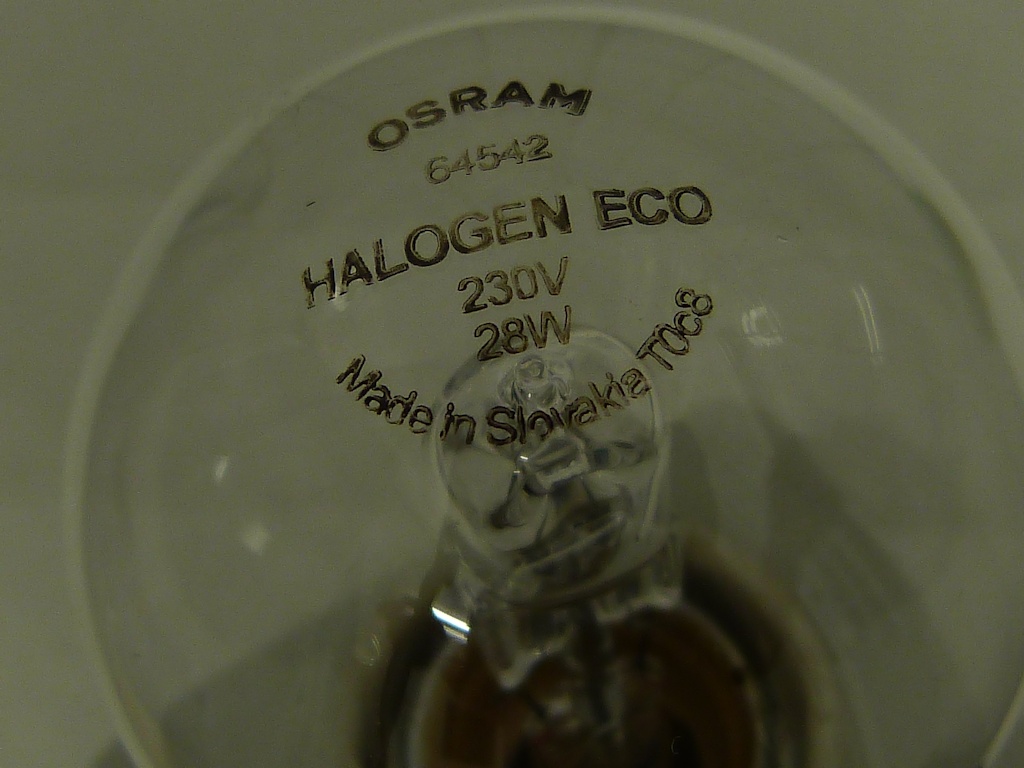 OSRAM
64542
HALOGEN ECO
230V
28W
Made in Slovakia T0c8